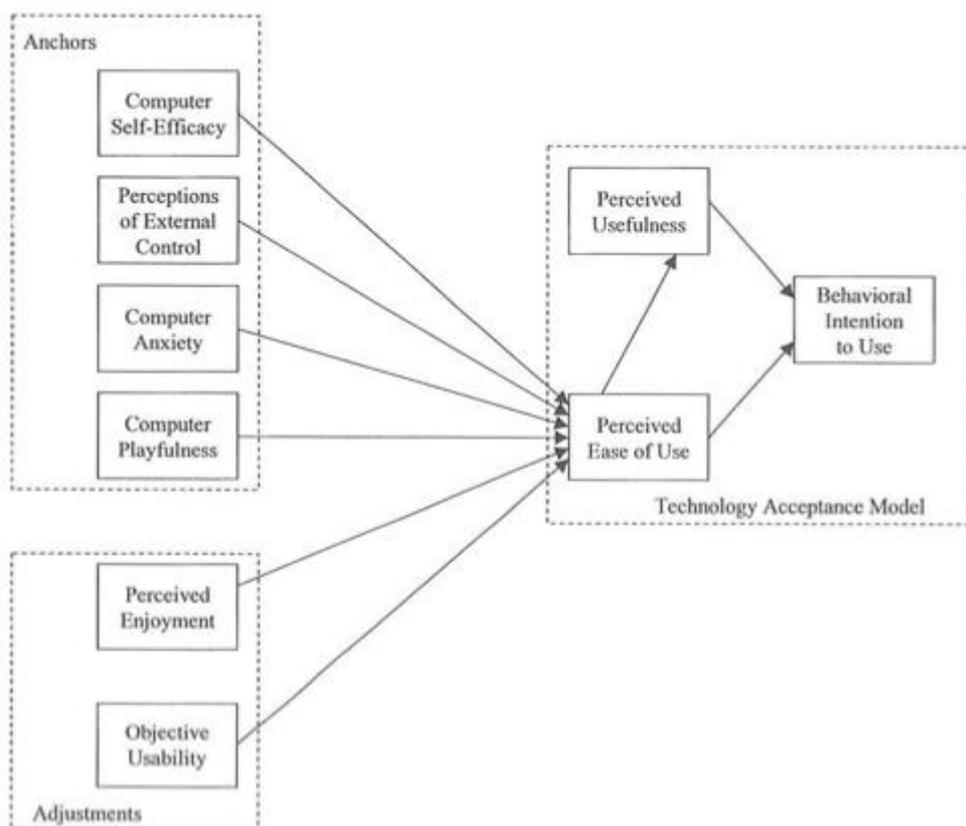 Anchors
Computer
Self-Efficacy
Perceptions
of External
Control
Computer
Anxiety
Computer
Playfulness
Perceived
Usefulness
Behavioral
Intention
to Use
Perceived
Ease of Use
Technology Acceptance Model
Perceived
Enjoyment
Objective
Usability
Adjustments